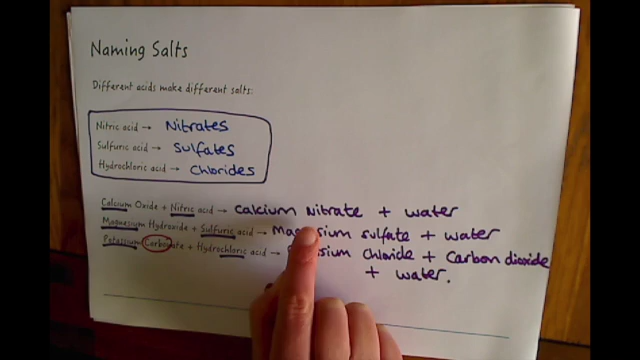 Naming Salts
Different acids make different salts:
Nitric acid → Nitrates
Sulfuric acid → Sulfates
Hydrochloric acid → Chlorides
Calcium Oxide + Nitric acid → Calcium Nitrate + water
Magnesium Hydroxide + Sulfuric acid → Magnesium sulfate + water
Potassium Carbonate + Hydrochloric acid → Chloride + Carbon dioxide
+ water.